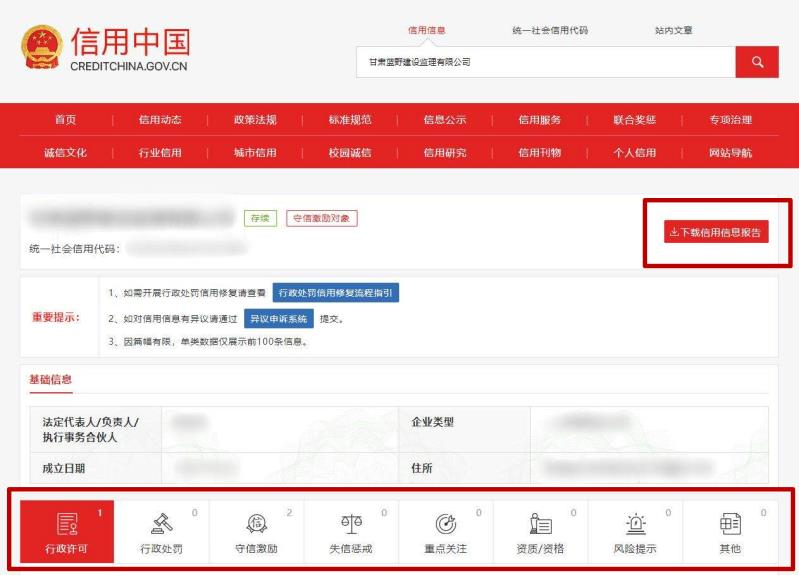 信用中国
CREDITCHINA.GOV.CN
信用信息 统一社会信用代码 站内文章
甘肃蓝野建设监理有限公司
首页 信用动态 政策法规 标准规范 信息公示 信用服务 联合奖惩 专项治理
诚信文化 行业信用 城市信用 校园诚信 信用研究 信用刊物 个人信用 网站导航
存续 守信激励对象
下载信用信息报告
统一社会信用代码：
重要提示：
1、如需开展行政处罚信用修复请查看 行政处罚信用修复流程指引
2、如对信用信息有异议请通过 异议申诉系统 提交。
3、因篇幅有限，单类数据仅展示前100条信息。
基础信息
法定代表人/负责人/
执行事务合伙人
企业类型
成立日期 住所
1 0 2 0 0 0 0 0
行政许可 行政处罚 守信激励 失信惩戒 重点关注 资质/资格 风险提示 其他